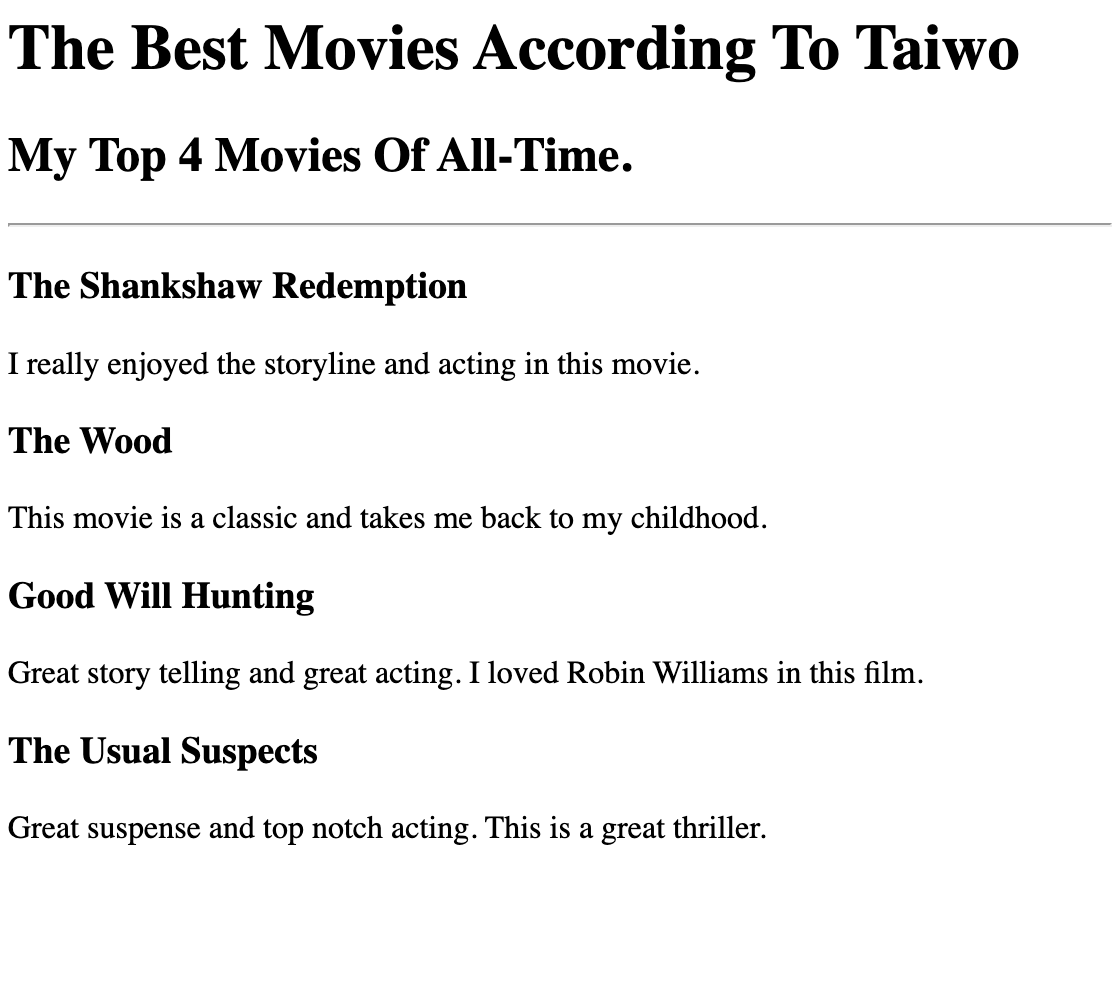 The Best Movies According To Taiwo
My Top 4 Movies Of All-Time.
The Shankshaw Redemption
I really enjoyed the storyline and acting in this movie.
The Wood
This movie is a classic and takes me back to my childhood.
Good Will Hunting
Great story telling and great acting. I loved Robin Williams in this film.
The Usual Suspects
Great suspense and top notch acting. This is a great thriller.